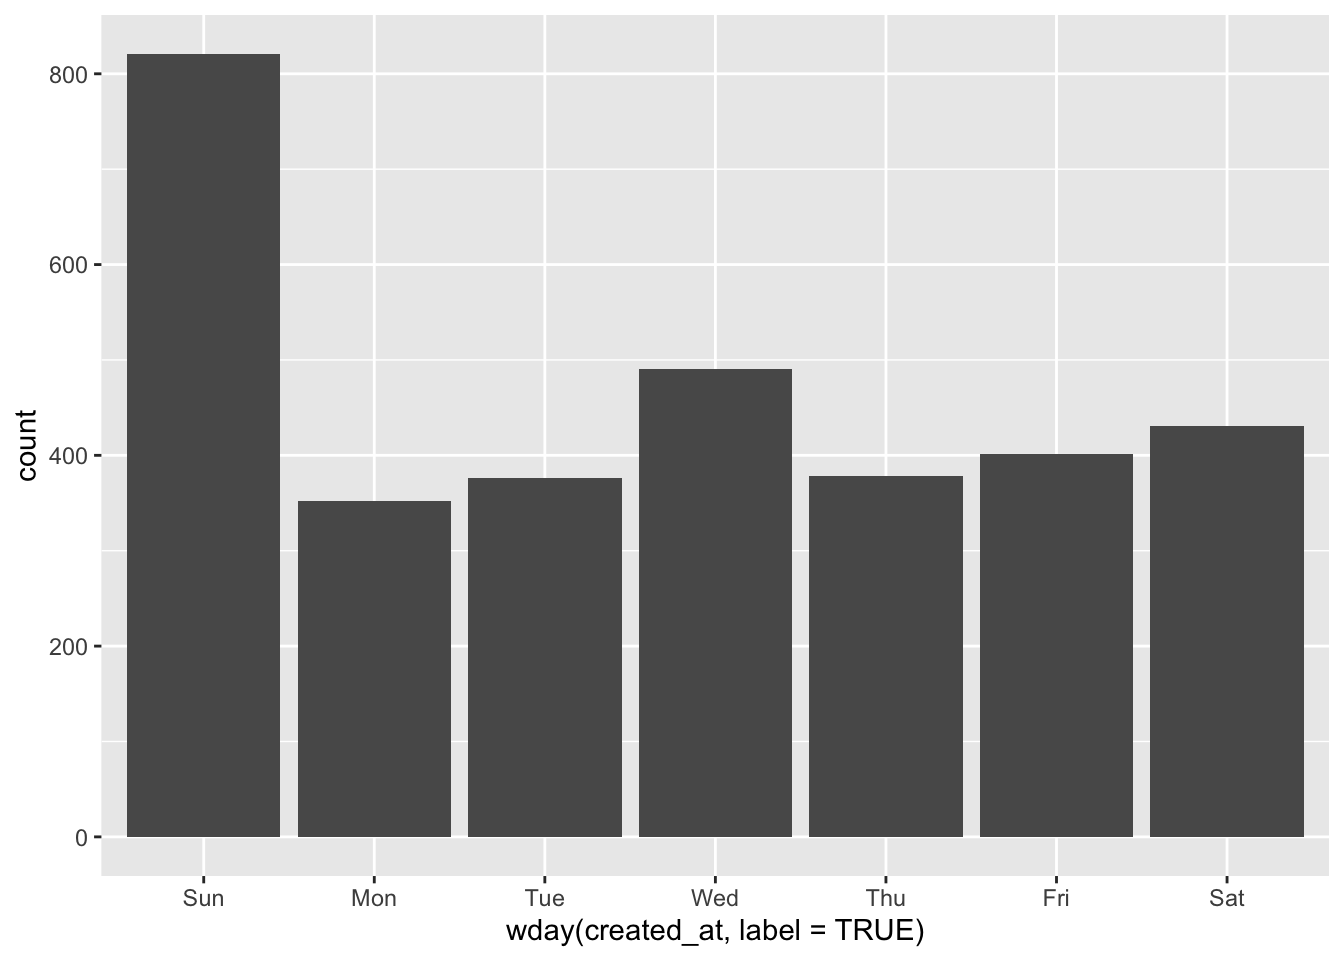 800
600
400
200
0
count
Sun Mon Tue Wed Thu Fri Sat
wday(created_at, label = TRUE)